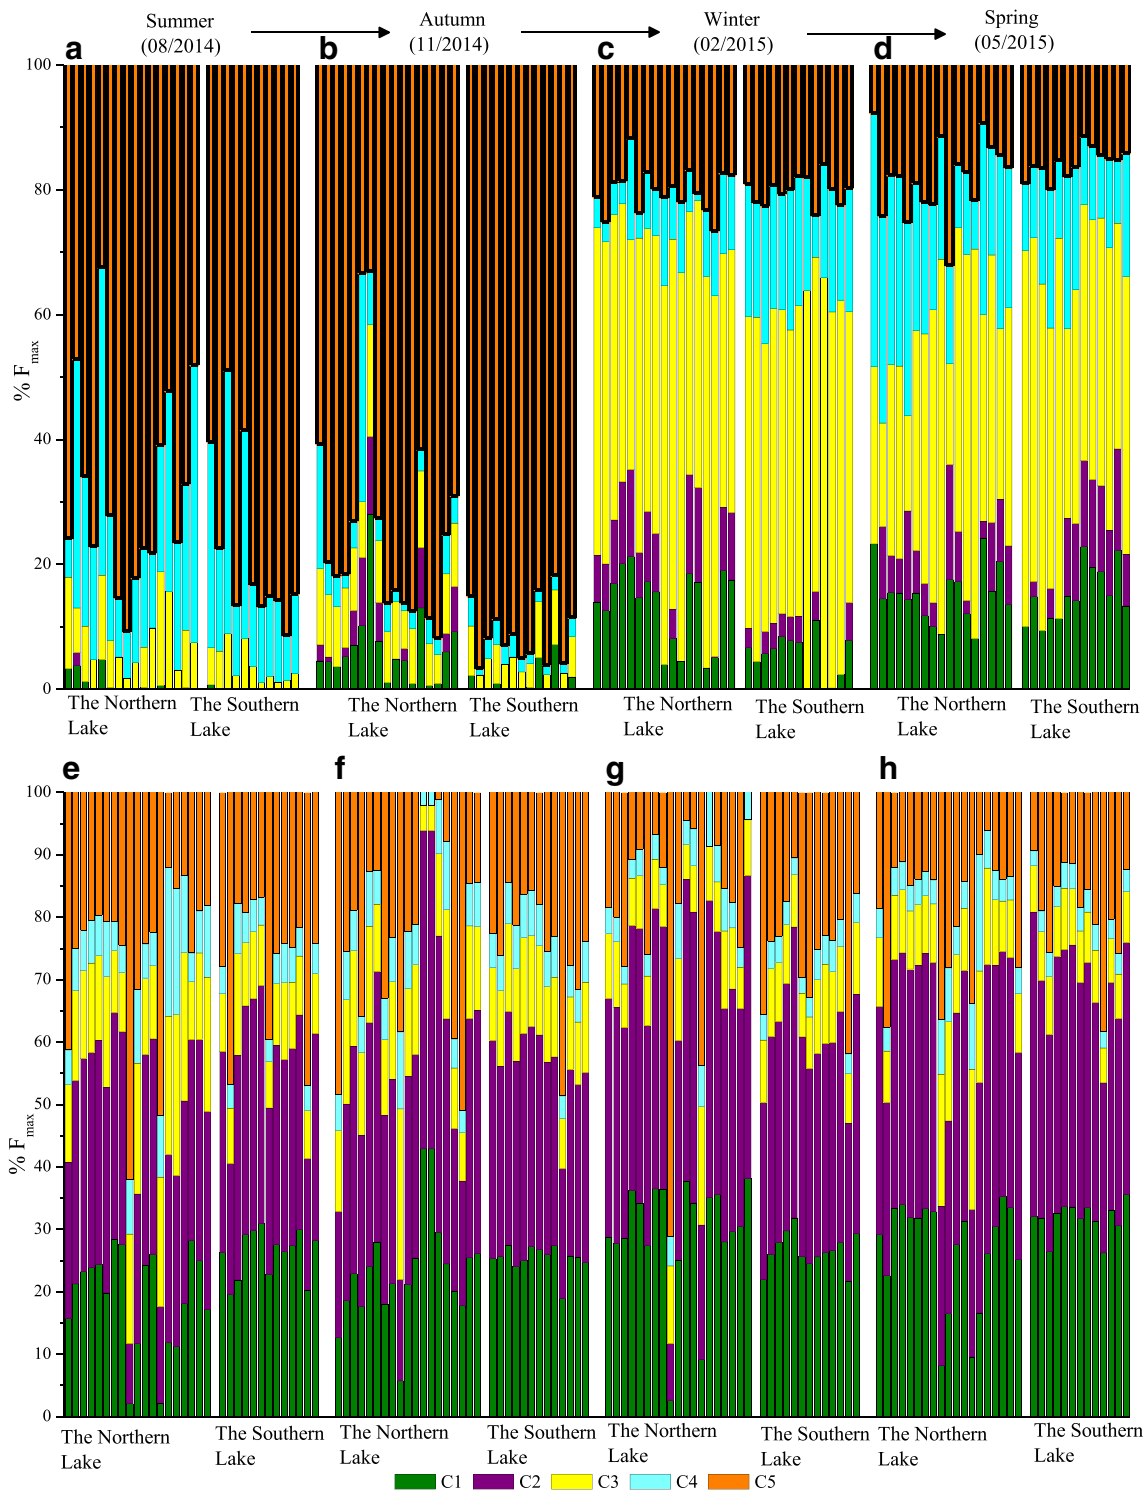 Summer
(08/2014)
Autumn
(11/2014)
Winter
(02/2015)
Spring
(05/2015)
a
b
c
d
100
80
60
40
20
0
% Fmax
The Northern
Lake
The Southern
Lake
The Northern
Lake
The Southern
Lake
The Northern
Lake
The Southern
Lake
The Northern
Lake
The Southern
Lake
e
f
g
h
100
90
80
70
60
50
40
30
20
10
0
% Fmax
The Northern
Lake
The Southern
Lake
The Northern
Lake
The Southern
Lake
The Northern
Lake
The Southern
Lake
The Northern
Lake
The Southern
Lake
C1 C2 C3 C4 C5